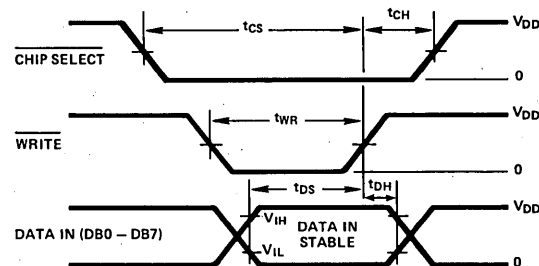 tCS
tCH
VDD
CHIP SELECT
0
VDD
tWR
WRITE
0
tDS
tDH
VDD
VIH
DATA IN (DB0 – DB7)
DATA IN
STABLE
VIL
0